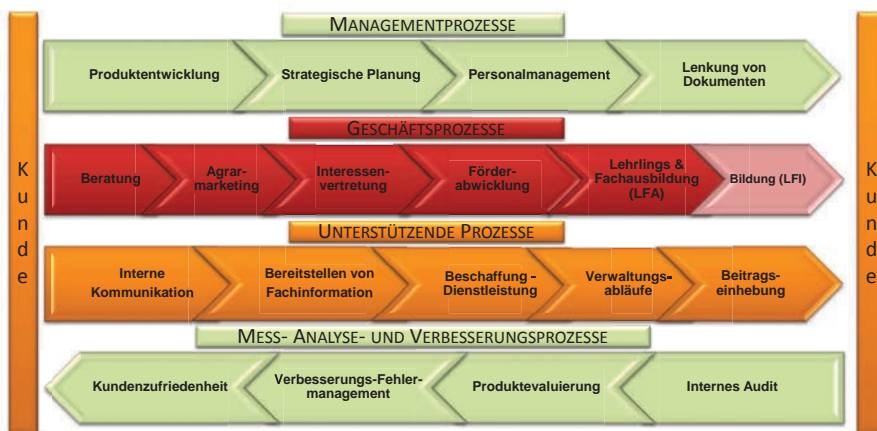 MANAGEMENTPROZESSE
Produktentwicklung
Strategische Planung
Personalmanagement
Lenkung von
Dokumenten
GESCHÄFTSPROZESSE
Beratung
Agrar-
marketing
Interessen-
vertretung
Förder-
abwicklung
Lehrlings &
Fachausbildung
(LFA)
Bildung (LFI)
UNTERSTÜTZENDE PROZESSE
Interne
Kommunikation
Bereitstellen von
Fachinformation
Beschaffung -
Dienstleistung
Verwaltungs-
abläufe
Beitrags-
einhebung
MESS- ANALYSE- UND VERBESSERUNGSPROZESSE
Kundenzufriedenheit
Verbesserungs-Fehler-
management
Produktevaluierung
Internes Audit
Kunde
Kunde